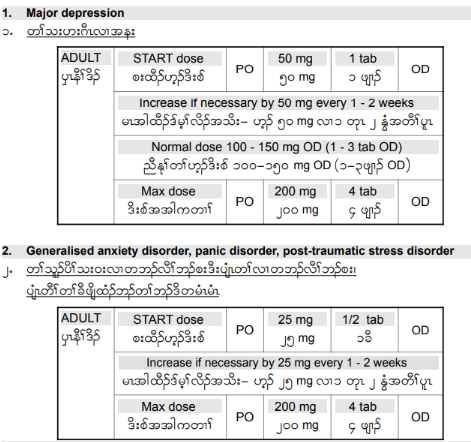 1. Major depression
၁. တၢ်သးဟးဂီၤလၢအနး
ADULT START dose PO 50 mg 1 tab OD
ပှၤနီၢ်ဒိၣ် စးထီၣ်ဟ့ၣ်ဒိးစ် ၅၀ mg ၁ ဖျၢၣ်
Increase if necessary by 50 mg every 1 - 2 weeks
မၤအါထီၣ်ဒ်မ့ၢ်လိၣ်အသိး– ဟ့ၣ် ၅၀ mg လၢ၁ တုၤ ၂ နွံအတီၢ်ပူၤ
Normal dose 100 - 150 mg OD (1 - 3 tab OD)
ညီနုၢ်တၢ်ဟ့ၣ်ဒိးစ် ၁၀၀–၁၅၀ mg OD (၁–၃ဖျၢၣ် OD)
Max dose PO 200 mg 4 tab OD
ဒိးစ်အအါကတၢၢ် ၂၀၀ mg ၄ ဖျၢၣ်
2. Generalised anxiety disorder, panic disorder, post-traumatic stress disorder
၂. တၢ်သူၣ်ပိၢ်သးဝးလၢတဘၣ်လိၢ်ဘၣ်စးဒီးပျံၤတၢ်လၢတဘၣ်လိၢ်ဘၣ်စး၊
ပျံၤတီၢ်တၢ်ခီဖျိထံၣ်ဘၣ်တၢ်ဘၣ်ဒိတမံၤမံၤ
ADULT START dose PO 25 mg 1/2 tab OD
ပှၤနီၢ်ဒိၣ် စးထီၣ်ဟ့ၣ်ဒိးစ် ၂၅ mg ၁ခီ
Increase if necessary by 25 mg every 1 - 2 weeks
မၤအါထီၣ်ဒ်မ့ၢ်လိၣ်အသိး– ဟ့ၣ် ၂၅ mg လၢ၁ တုၤ ၂ နွံအတီၢ်ပူၤ
Max dose PO 200 mg 4 tab OD
ဒိးစ်အအါကတၢၢ် ၂၀၀ mg ၄ ဖျၢၣ်